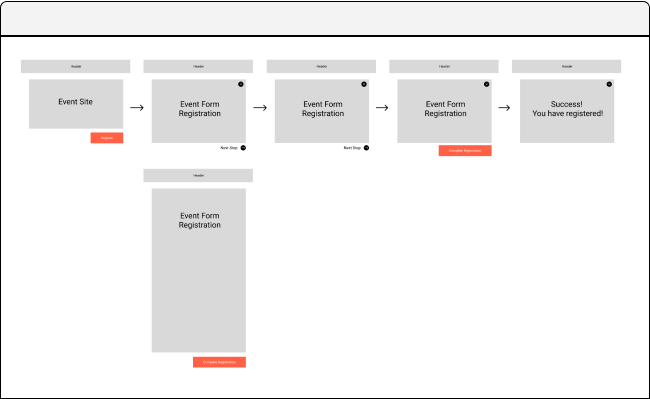 Header
Header
Header
Header
Header
Event Site
Register
Event Form
Registration
Next Step
Event Form
Registration
Next Step
Event Form
Registration
Complete Registration
Success!
You have registered!
Header
Event Form
Registration
Complete Registration